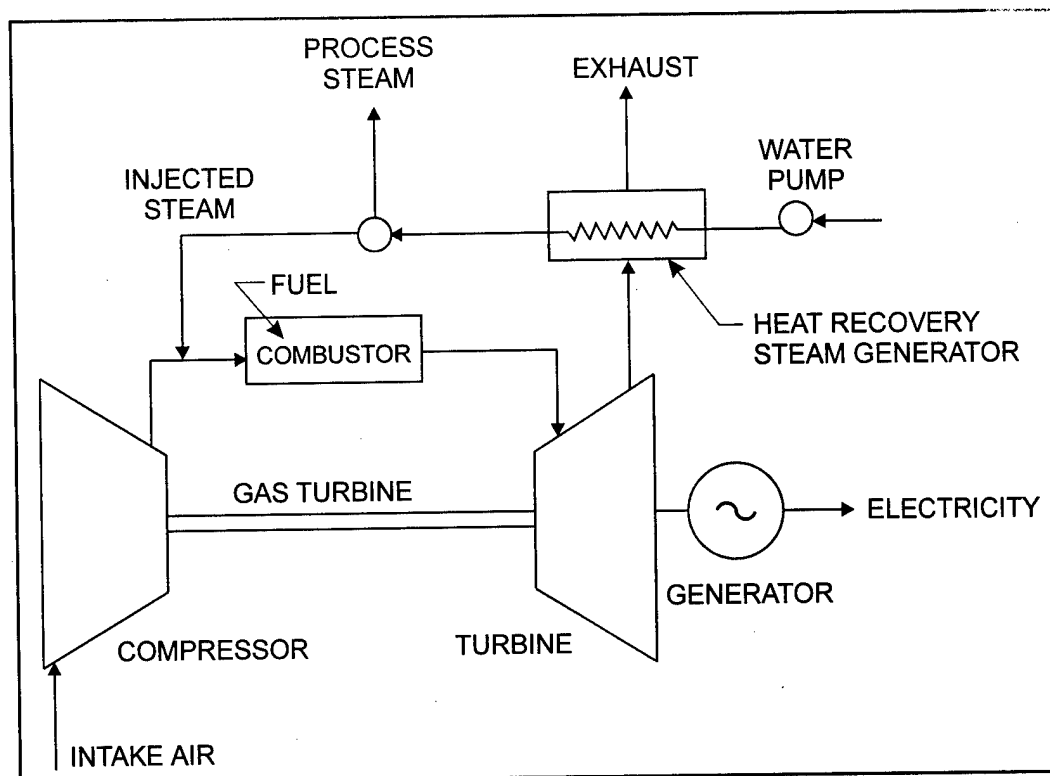 PROCESS
STEAM
EXHAUST
WATER
PUMP
INJECTED
STEAM
FUEL
COMBUSTOR
HEAT RECOVERY
STEAM GENERATOR
GAS TURBINE
ELECTRICITY
GENERATOR
COMPRESSOR
TURBINE
INTAKE AIR